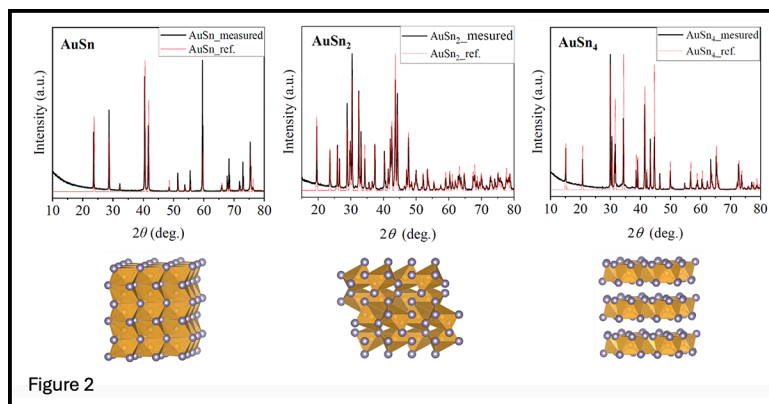 AuSn
AuSn_measured
AuSn_ref.
Intensity (a.u.)
10 20 30 40 50 60 70 80
2θ (deg.)
AuSn₂
AuSn₂_mesured
AuSn₂_ref.
Intensity (a.u.)
20 30 40 50 60 70 80
2θ (deg.)
AuSn₄
AuSn₄_measured
AuSn₄_ref.
Intensity (a.u.)
10 20 30 40 50 60 70 80
2θ (deg.)
Figure 2